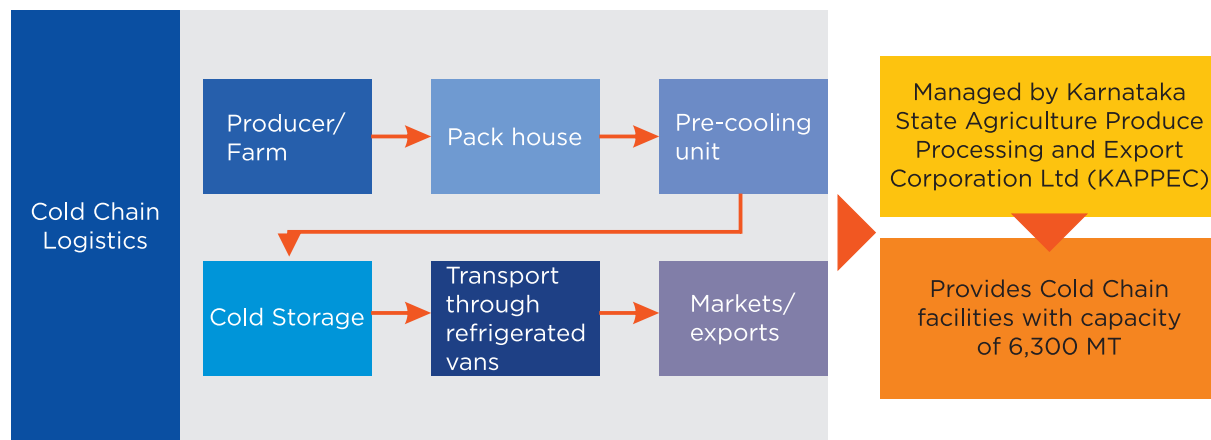 Cold Chain
Logistics
Producer/
Farm
Pack house
Pre-cooling
unit
Cold Storage
Transport
through
refrigerated
vans
Markets/
exports
Managed by Karnataka
State Agriculture Produce
Processing and Export
Corporation Ltd (KAPPEC)
Provides Cold Chain
facilities with capacity
of 6,300 MT